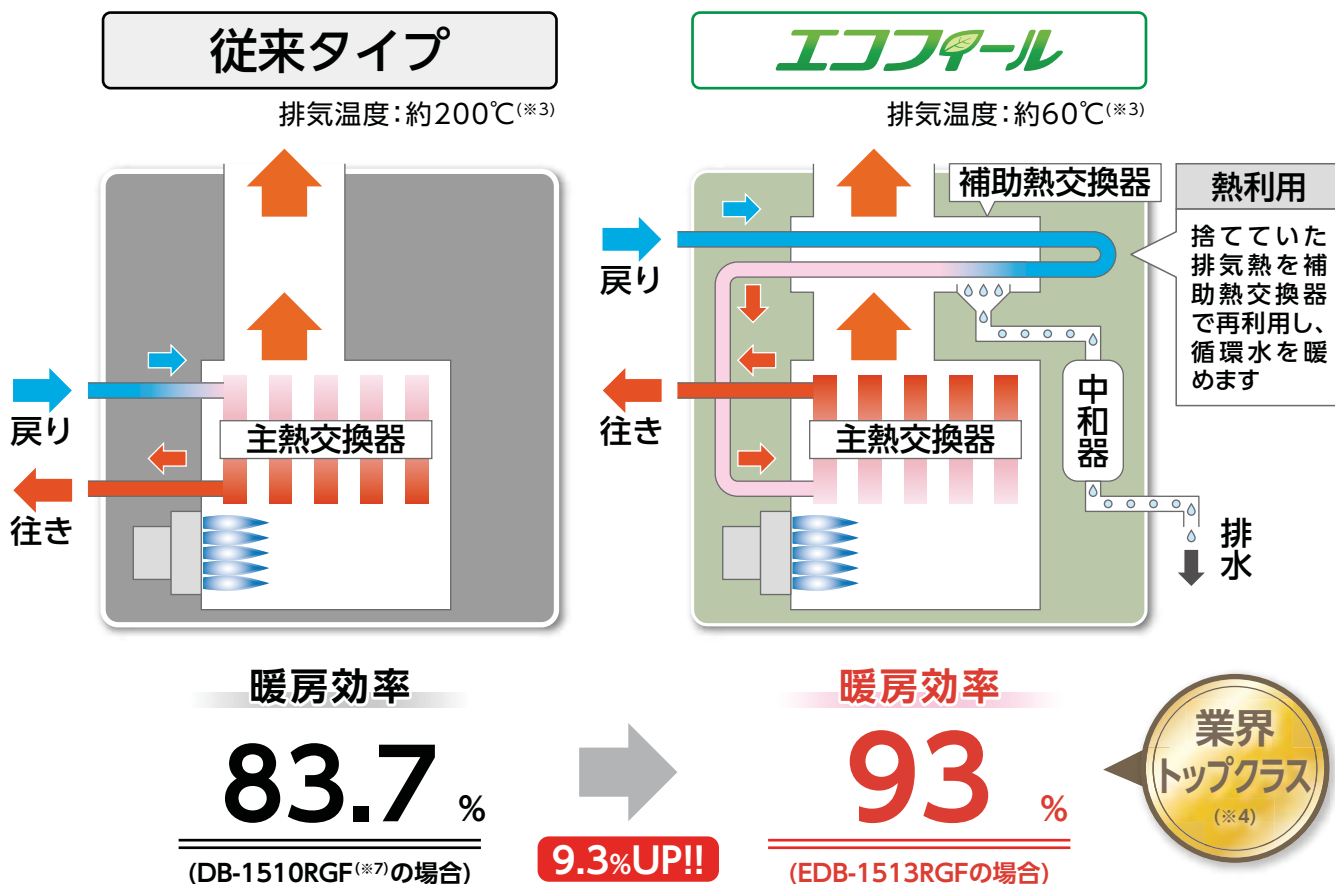 従来タイプ
排気温度：約200℃(※3)
戻り
往き
主熱交換器
暖房効率
83.7 %
(DB-1510RGF(※7)の場合)
9.3%UP!!
エコフィール
排気温度：約60℃(※3)
補助熱交換器
戻り
往き
主熱交換器
中和器
排水
熱利用
捨てていた
排気熱を補
助熱交換器
で再利用し、
循環水を暖
めます
暖房効率
93 %
(EDB-1513RGFの場合)
業界
トップクラス
(※4)